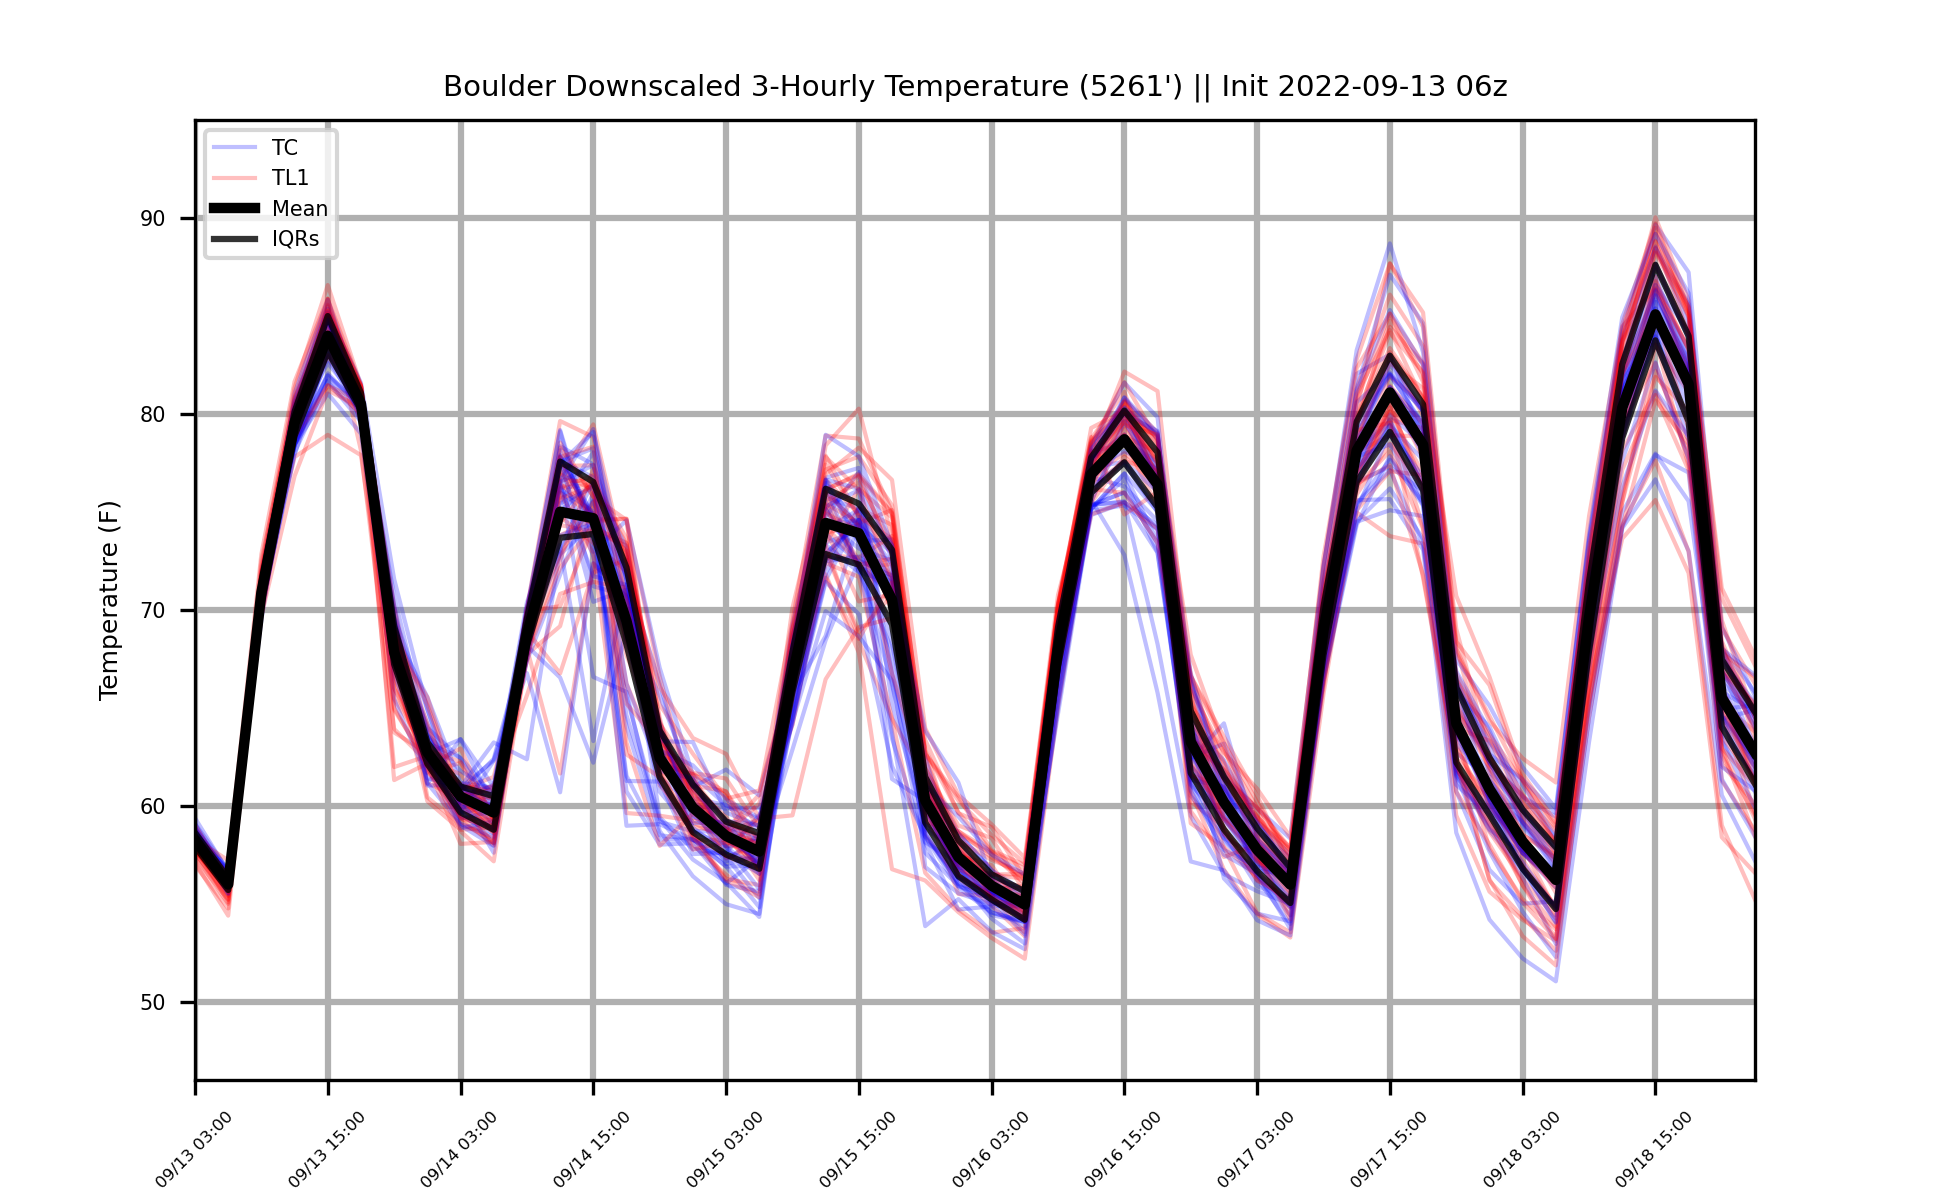 Boulder Downscaled 3-Hourly Temperature (5261') || Init 2022-09-13 06z
TC
TL1
Mean
IQRs
Temperature (F)
90
80
70
60
50
09/13 03:00
09/13 15:00
09/14 03:00
09/14 15:00
09/15 03:00
09/15 15:00
09/16 03:00
09/16 15:00
09/17 03:00
09/17 15:00
09/18 03:00
09/18 15:00